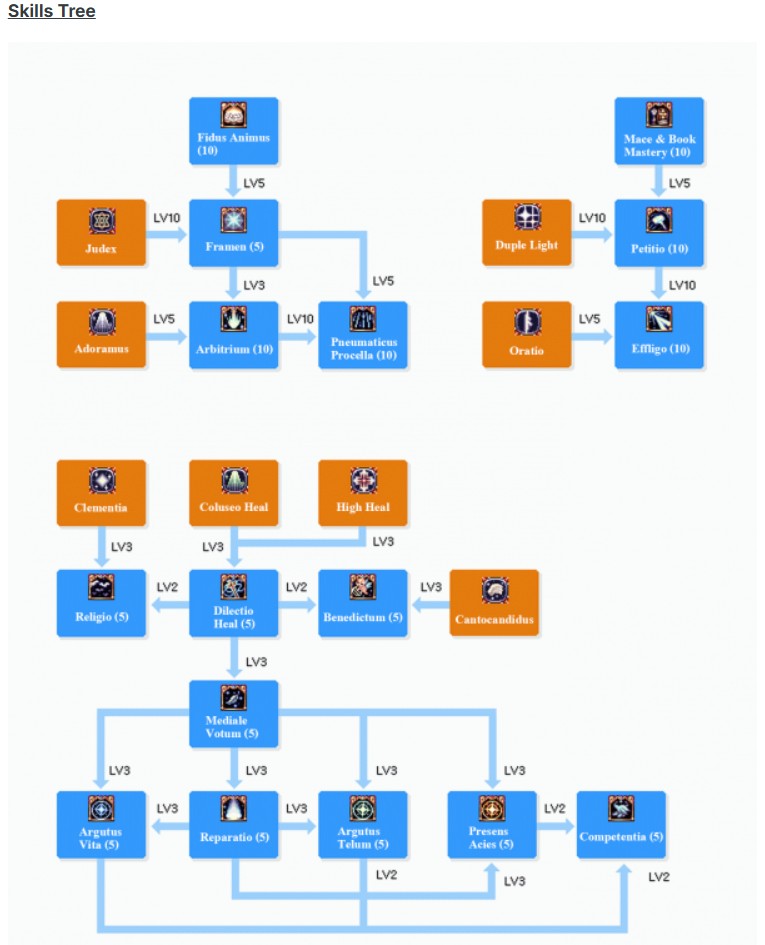 Skills Tree
Fidus Animus
(10)
Mace & Book
Mastery (10)
LV5
LV5
Judex
LV10
Framen (5)
Duple Light
LV10
Petitio (10)
LV3
LV5
LV10
Adoramus
LV5
Arbitrium (10)
LV10
Pneumaticus
Procella (10)
Oratio
LV5
Effligo (10)
Clementia
Coluseo Heal
High Heal
LV3
LV3
LV3
Religio (5)
LV2
Dilectio
Heal (5)
LV2
Benedictum (5)
LV3
Cantocandidus
LV3
Mediale
Votum (5)
LV3
LV3
LV3
LV3
Argutus
Vita (5)
LV3
Reparatio (5)
LV3
Argutus
Telum (5)
Presens
Acies (5)
LV2
Competentia (5)
LV2
LV3
LV2